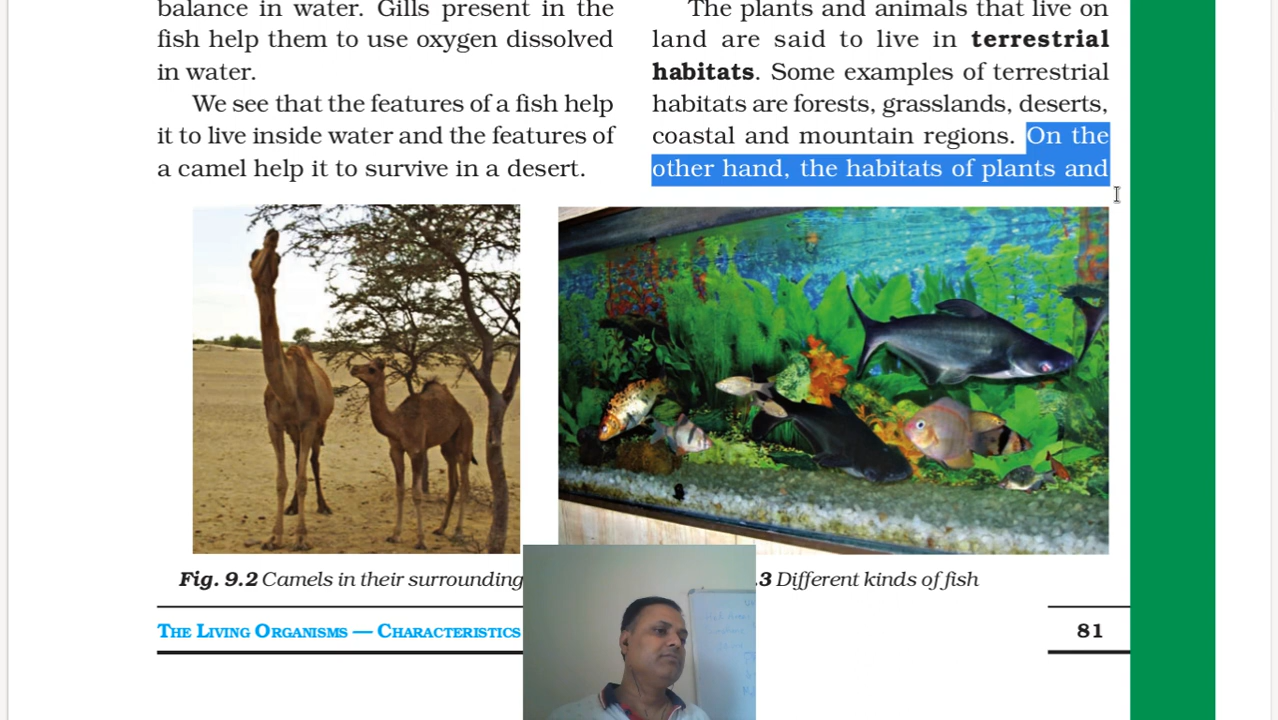 balance in water. Gills present in the
fish help them to use oxygen dissolved
in water.
We see that the features of a fish help
it to live inside water and the features of
a camel help it to survive in a desert.
The plants and animals that live on
land are said to live in terrestrial
habitats. Some examples of terrestrial
habitats are forests, grasslands, deserts,
coastal and mountain regions. On the
other hand, the habitats of plants and
Fig. 9.2 Camels in their surrounding
.3 Different kinds of fish
The Living Organisms — Characteristics
81